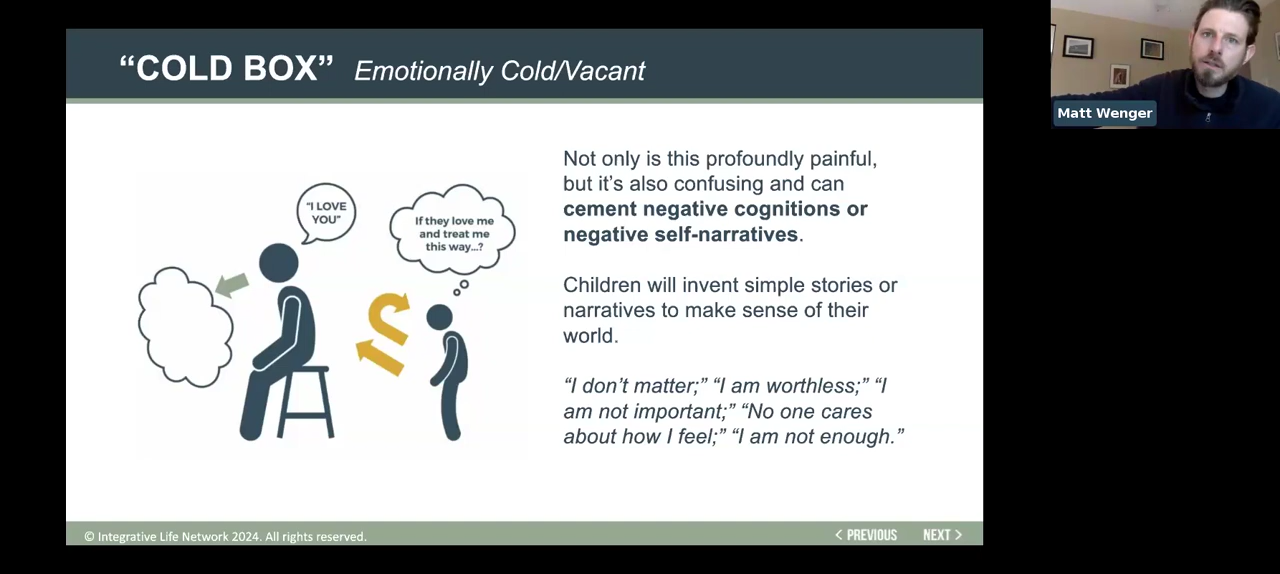 “COLD BOX” Emotionally Cold/Vacant
"I LOVE
YOU"
If they love me
and treat me
this way...?
Not only is this profoundly painful,
but it’s also confusing and can
cement negative cognitions or
negative self-narratives.
Children will invent simple stories or
narratives to make sense of their
world.
“I don’t matter;” “I am worthless;” “I
am not important;” “No one cares
about how I feel;” “I am not enough.”
© Integrative Life Network 2024. All rights reserved.
< PREVIOUS NEXT >
Matt Wenger